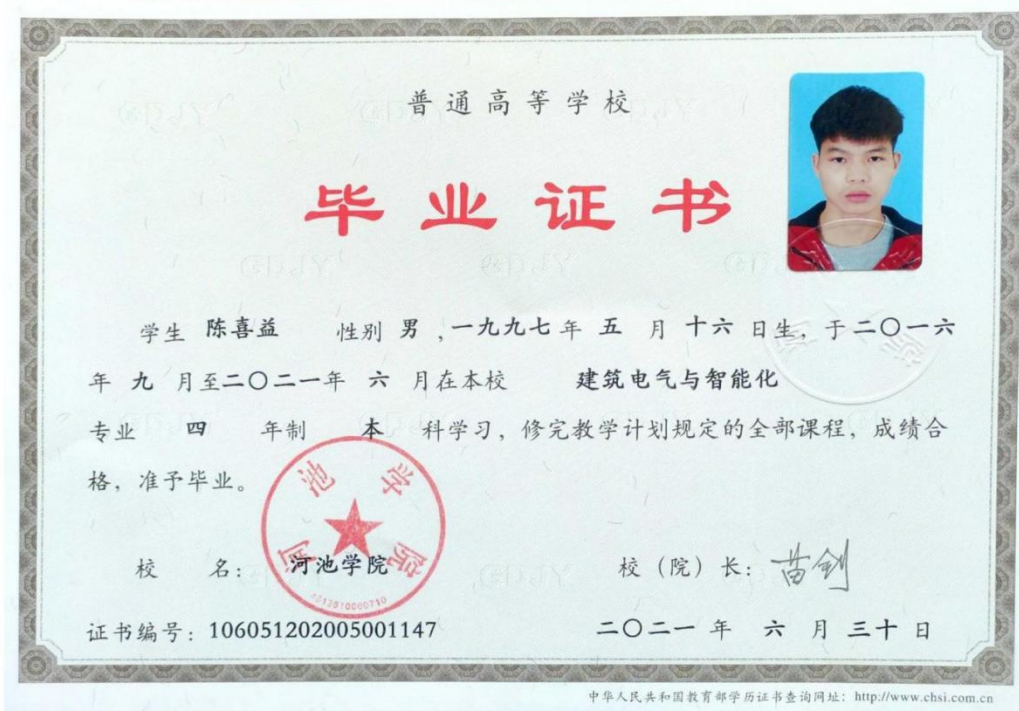 普通高等学校
毕业证书
学生 陈喜益 性别 男 ,一九九七年 五 月 十六 日生，于二〇一六
年 九 月至二〇二一年 六 月在本校 建筑电气与智能化
专业 四 年制 本 科学习，修完教学计划规定的全部课程，成绩合
格，准予毕业。
河池学院
校 名： 河池学院 校（院）长：苗剑
证书编号：106051202005001147 二〇二一 年 六 月 三十 日
中华人民共和国教育部学历证书查询网址：http://www.chsi.com.cn